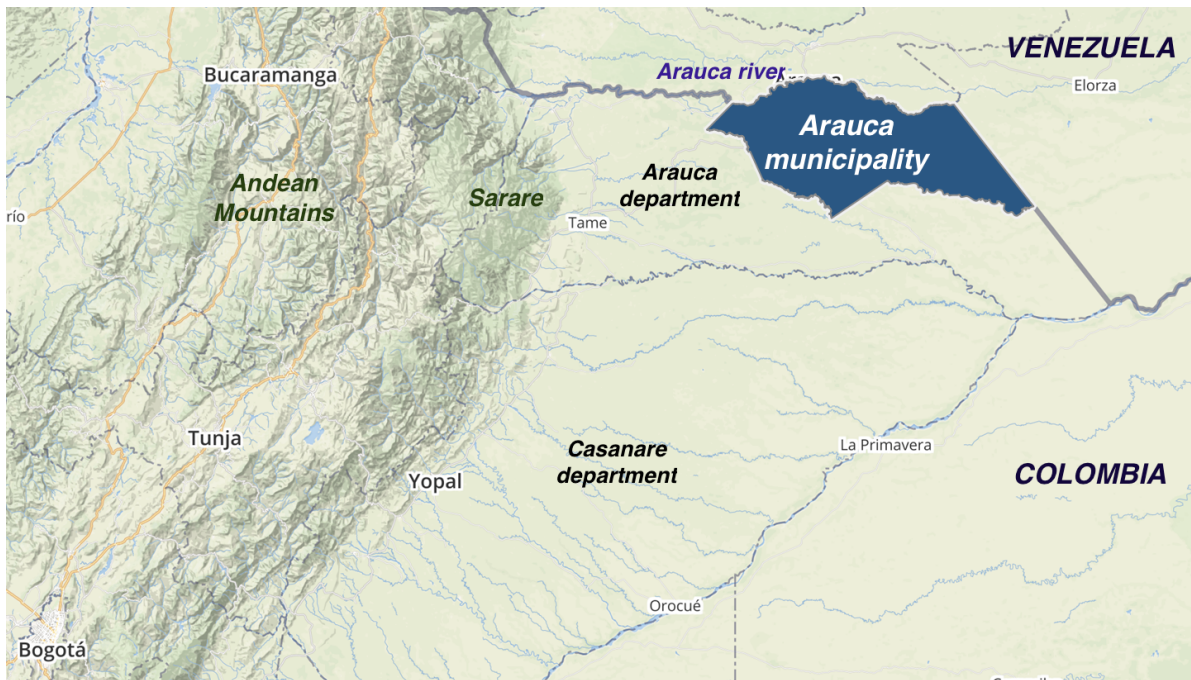 VENEZUELA
Bucaramanga
Arauca river
Elorza
Arauca
municipality
Andean
Mountains
Sarare
Arauca
department
río
Tame
Tunja
Casanare
department
La Primavera
Yopal
COLOMBIA
Orocué
Bogotá